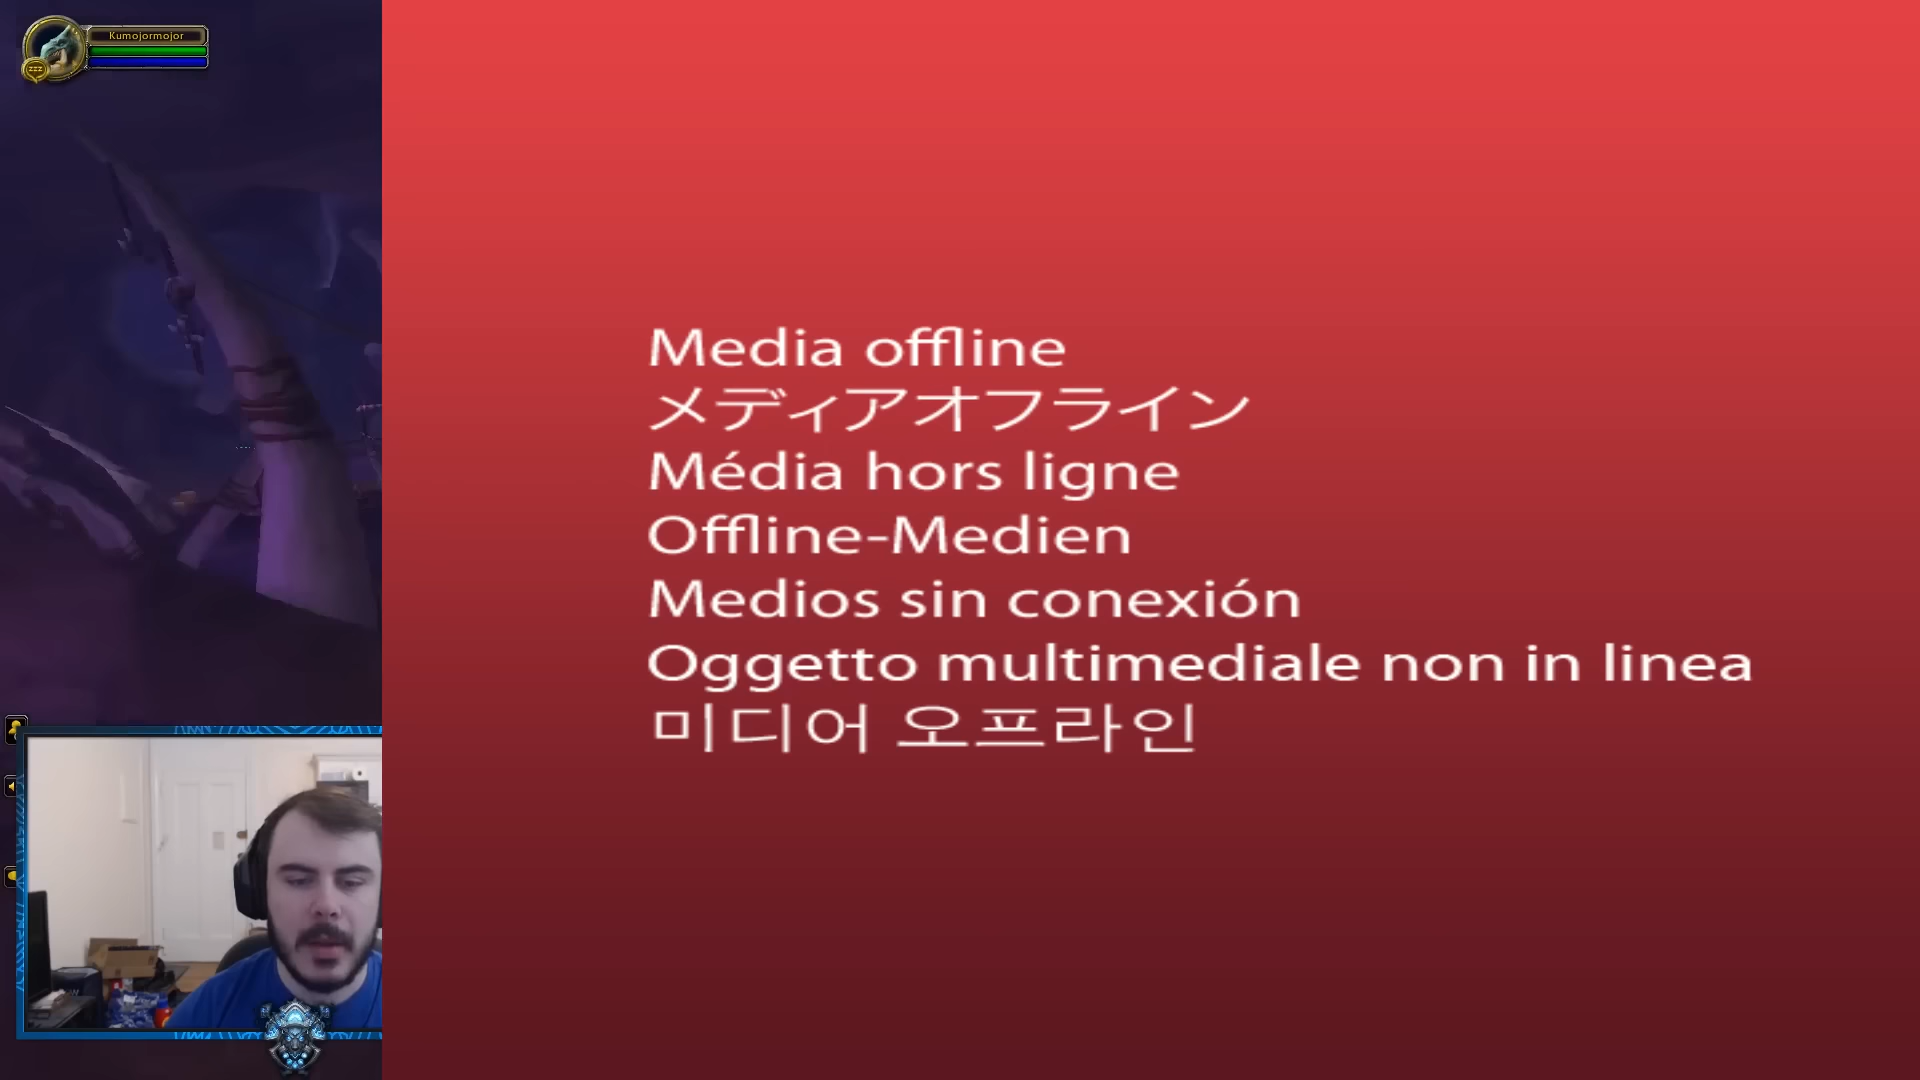 Kumojormojor
zzz
Media offline
メディアオフライン
Média hors ligne
Offline-Medien
Medios sin conexión
Oggetto multimediale non in linea
미디어 오프라인